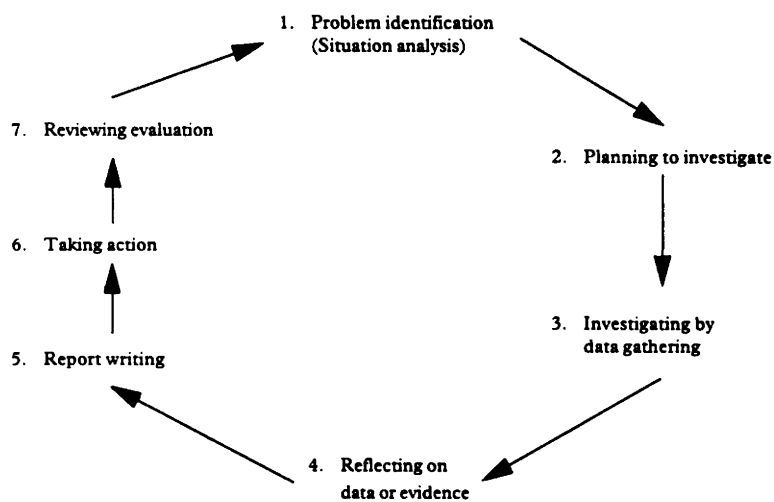 1. Problem identification
(Situation analysis)
2. Planning to investigate
3. Investigating by
data gathering
4. Reflecting on
data or evidence
5. Report writing
6. Taking action
7. Reviewing evaluation